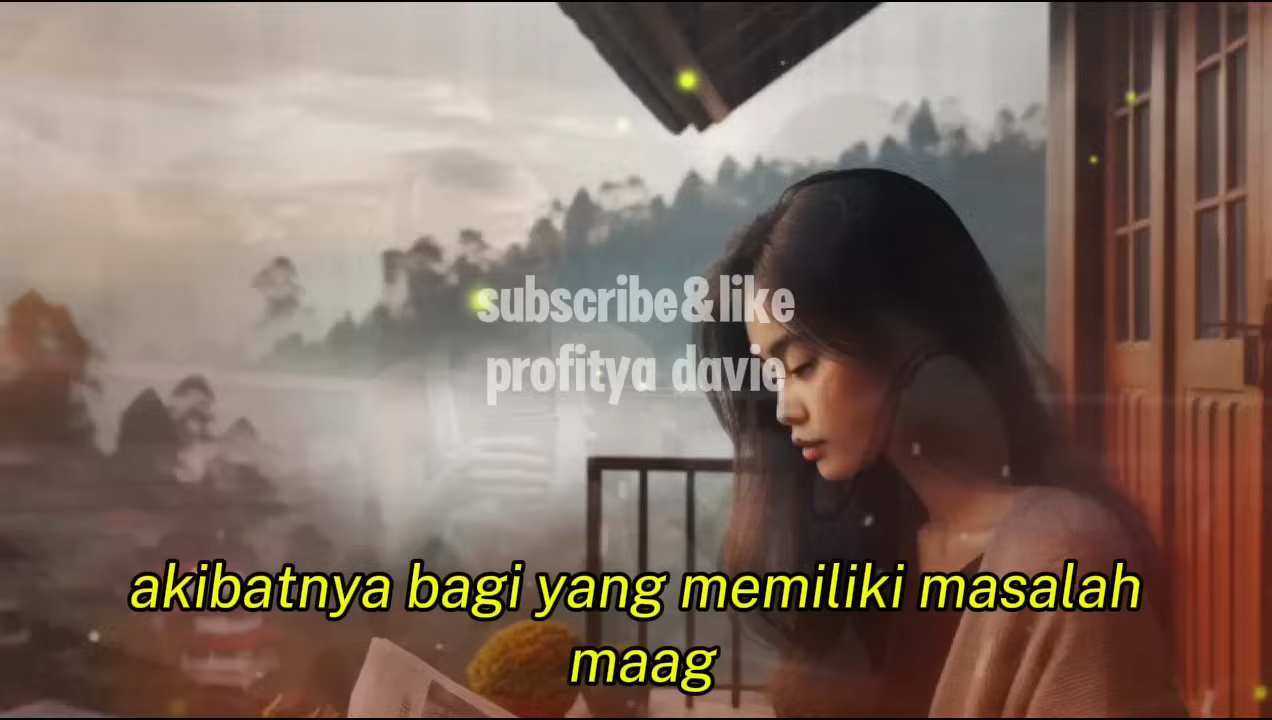 subscribe&like
profitya davie
akibatnya bagi yang memiliki masalah
maag